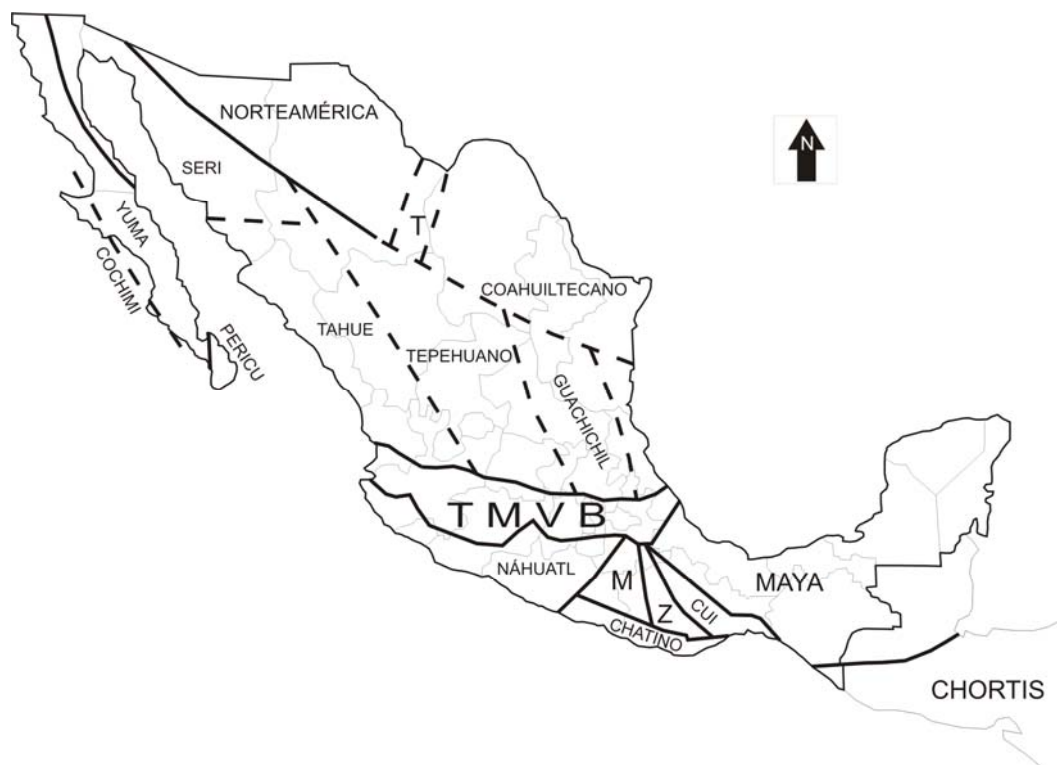 NORTEAMÉRICA
N
SERI
YUMA
T
COCHIMI
COAHUILTECANO
PERICU
TAHUE
TEPEHUANO
GUACHICHIL
T M V B
NÁHUATL
M
MAYA
Z
CUI
CHATINO
CHORTIS